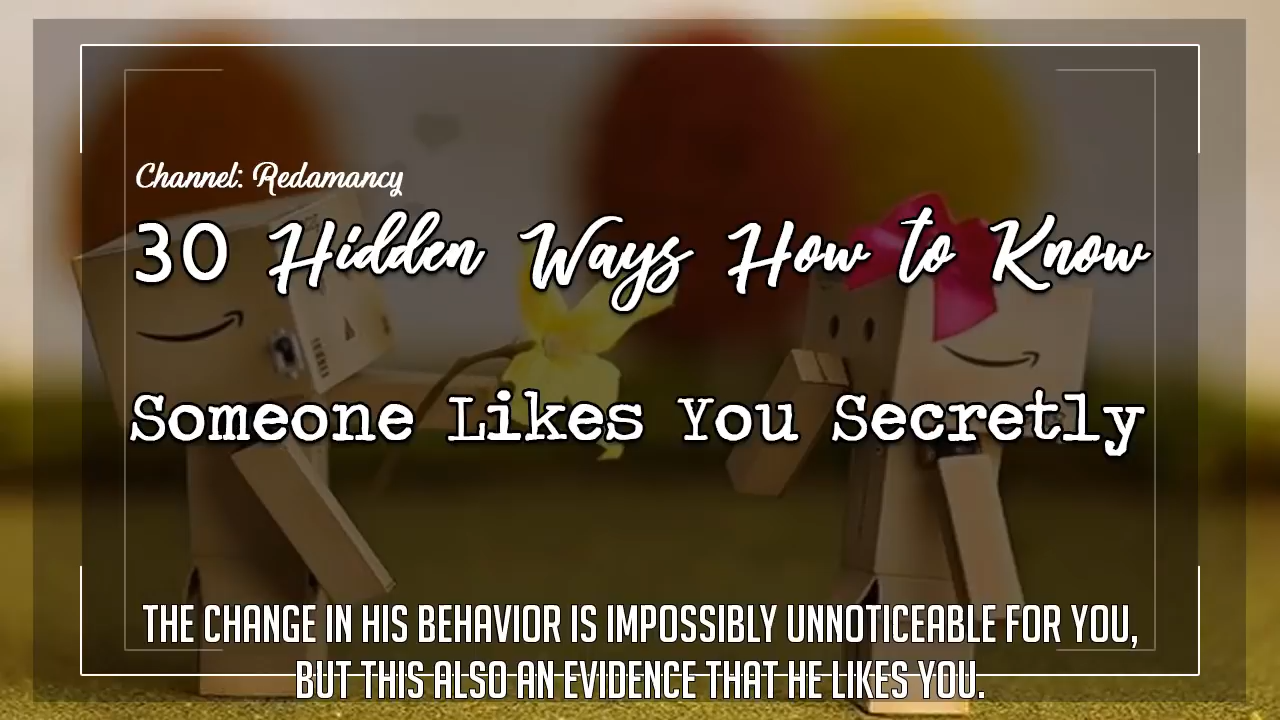 Channel: Redamancy
30 Hidden Ways How to Know
Someone Likes You Secretly
THE CHANGE IN HIS BEHAVIOR IS IMPOSSIBLY UNNOTICEABLE FOR YOU,
BUT THIS ALSO AN EVIDENCE THAT HE LIKES YOU.